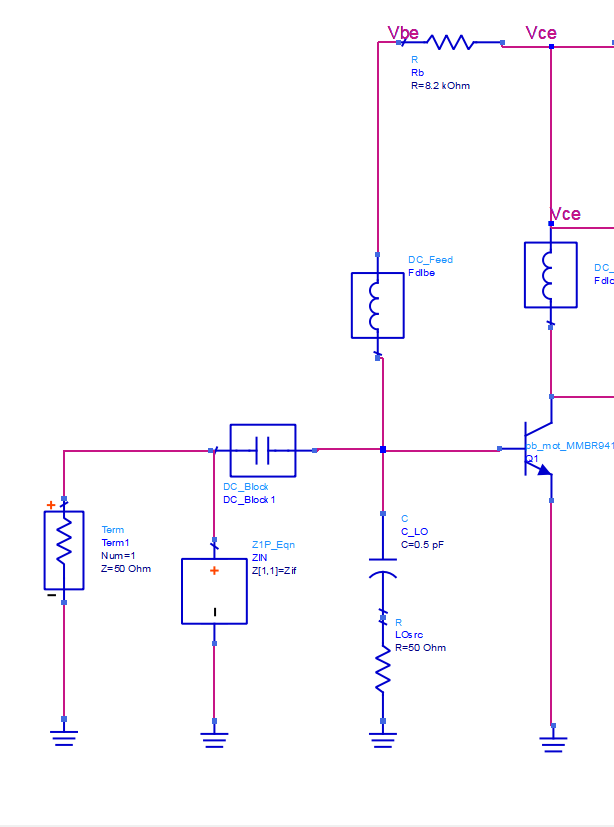 Vbe
Vce
R
Rb
R=8.2 kOhm
Vce
DC_Feed
Fdlbe
DC_
Fdlc
pb_mot_MMBR941
Q1
DC_Block
DC_Block1
+
Term
Term1
Num=1
Z=50 Ohm
Z1P_Eqn
ZIN
Z[1,1]=Zif
+
C
C_LO
C=0.5 pF
R
LOsrc
R=50 Ohm